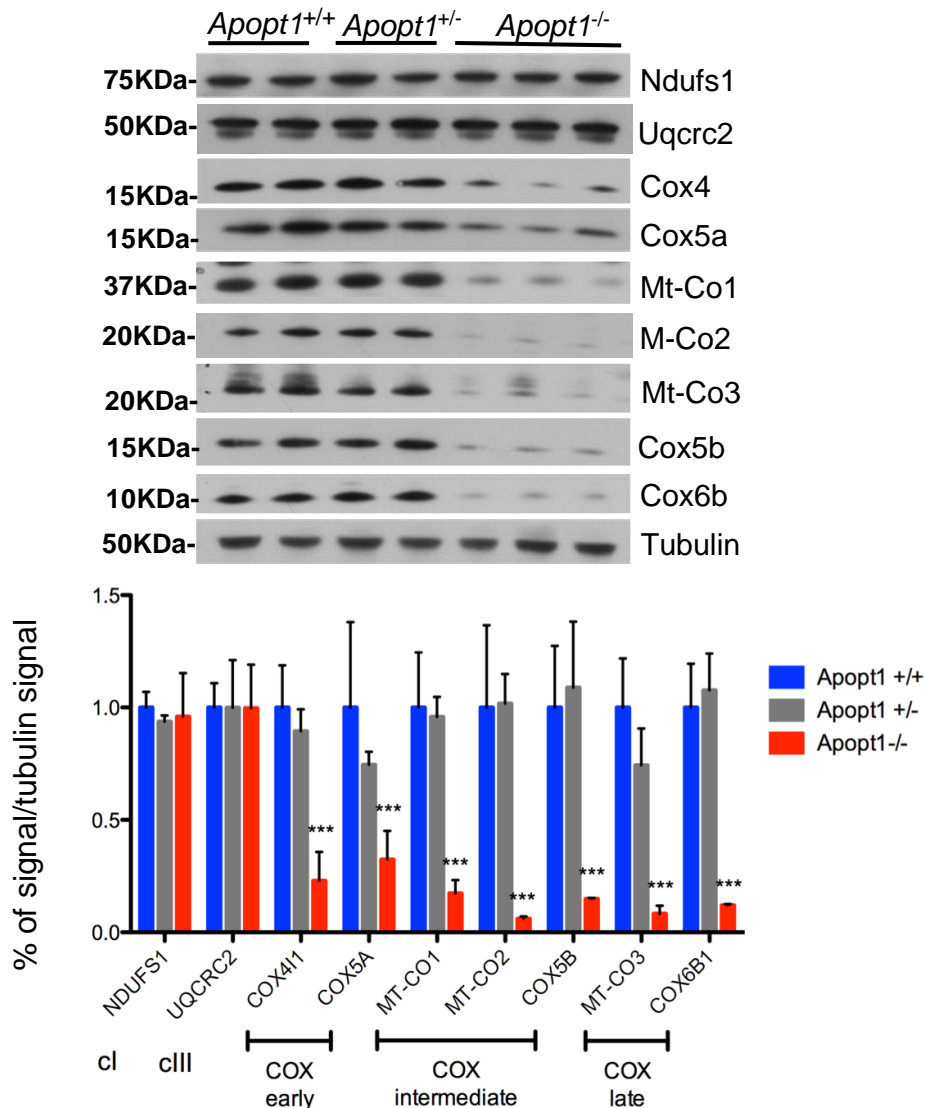 Apopt1+/+ Apopt1+/- Apopt1-/-
75KDa- Ndufs1
50KDa- Uqcrc2
15KDa- Cox4
15KDa- Cox5a
37KDa- Mt-Co1
20KDa- M-Co2
20KDa- Mt-Co3
15KDa- Cox5b
10KDa- Cox6b
50KDa- Tubulin
% of signal/tubulin signal
1.5
1.0
0.5
0.0
*** *** *** *** *** *** ***
Apopt1 +/+
Apopt1 +/-
Apopt1-/-
NDUFS1 UQCRC2 COX4I1 COX5A MT-CO1 MT-CO2 COX5B MT-CO3 COX6B1
cI cIII COX COX COX
early intermediate late